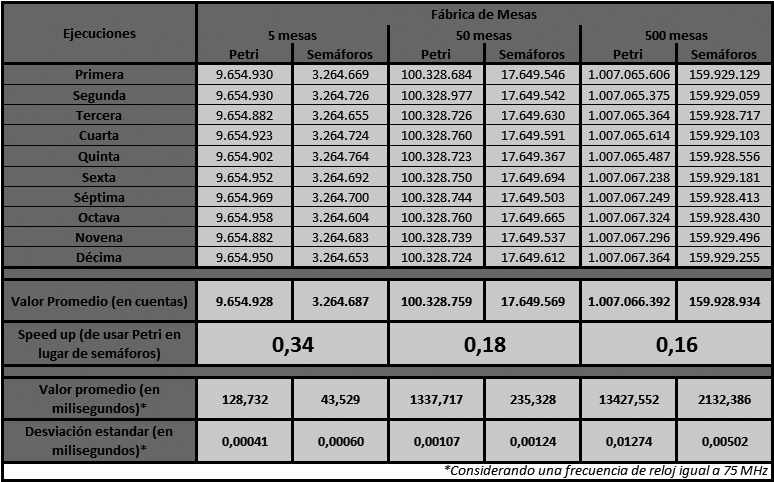 Ejecuciones
Fábrica de Mesas
5 mesas 50 mesas 500 mesas
Petri Semáforos Petri Semáforos Petri Semáforos
Primera 9.654.930 3.264.669 100.328.684 17.649.546 1.007.065.606 159.929.129
Segunda 9.654.930 3.264.726 100.328.977 17.649.542 1.007.065.375 159.929.059
Tercera 9.654.882 3.264.655 100.328.726 17.649.630 1.007.065.364 159.928.717
Cuarta 9.654.923 3.264.724 100.328.760 17.649.591 1.007.065.614 159.929.103
Quinta 9.654.902 3.264.764 100.328.723 17.649.367 1.007.065.487 159.928.556
Sexta 9.654.952 3.264.692 100.328.750 17.649.694 1.007.067.238 159.929.181
Séptima 9.654.969 3.264.700 100.328.744 17.649.503 1.007.067.249 159.928.413
Octava 9.654.958 3.264.604 100.328.760 17.649.665 1.007.067.324 159.928.430
Novena 9.654.882 3.264.683 100.328.739 17.649.537 1.007.067.296 159.929.496
Décima 9.654.950 3.264.653 100.328.724 17.649.612 1.007.067.364 159.929.255
Valor Promedio (en cuentas) 9.654.928 3.264.687 100.328.759 17.649.569 1.007.066.392 159.928.934
Speed up (de usar Petri en
lugar de semáforos) 0,34 0,18 0,16
Valor promedio (en
milisegundos)* 128,732 43,529 1337,717 235,328 13427,552 2132,386
Desviación estandar (en
milisegundos)* 0,00041 0,00060 0,00107 0,00124 0,01274 0,00502
*Considerando una frecuencia de reloj igual a 75 MHz